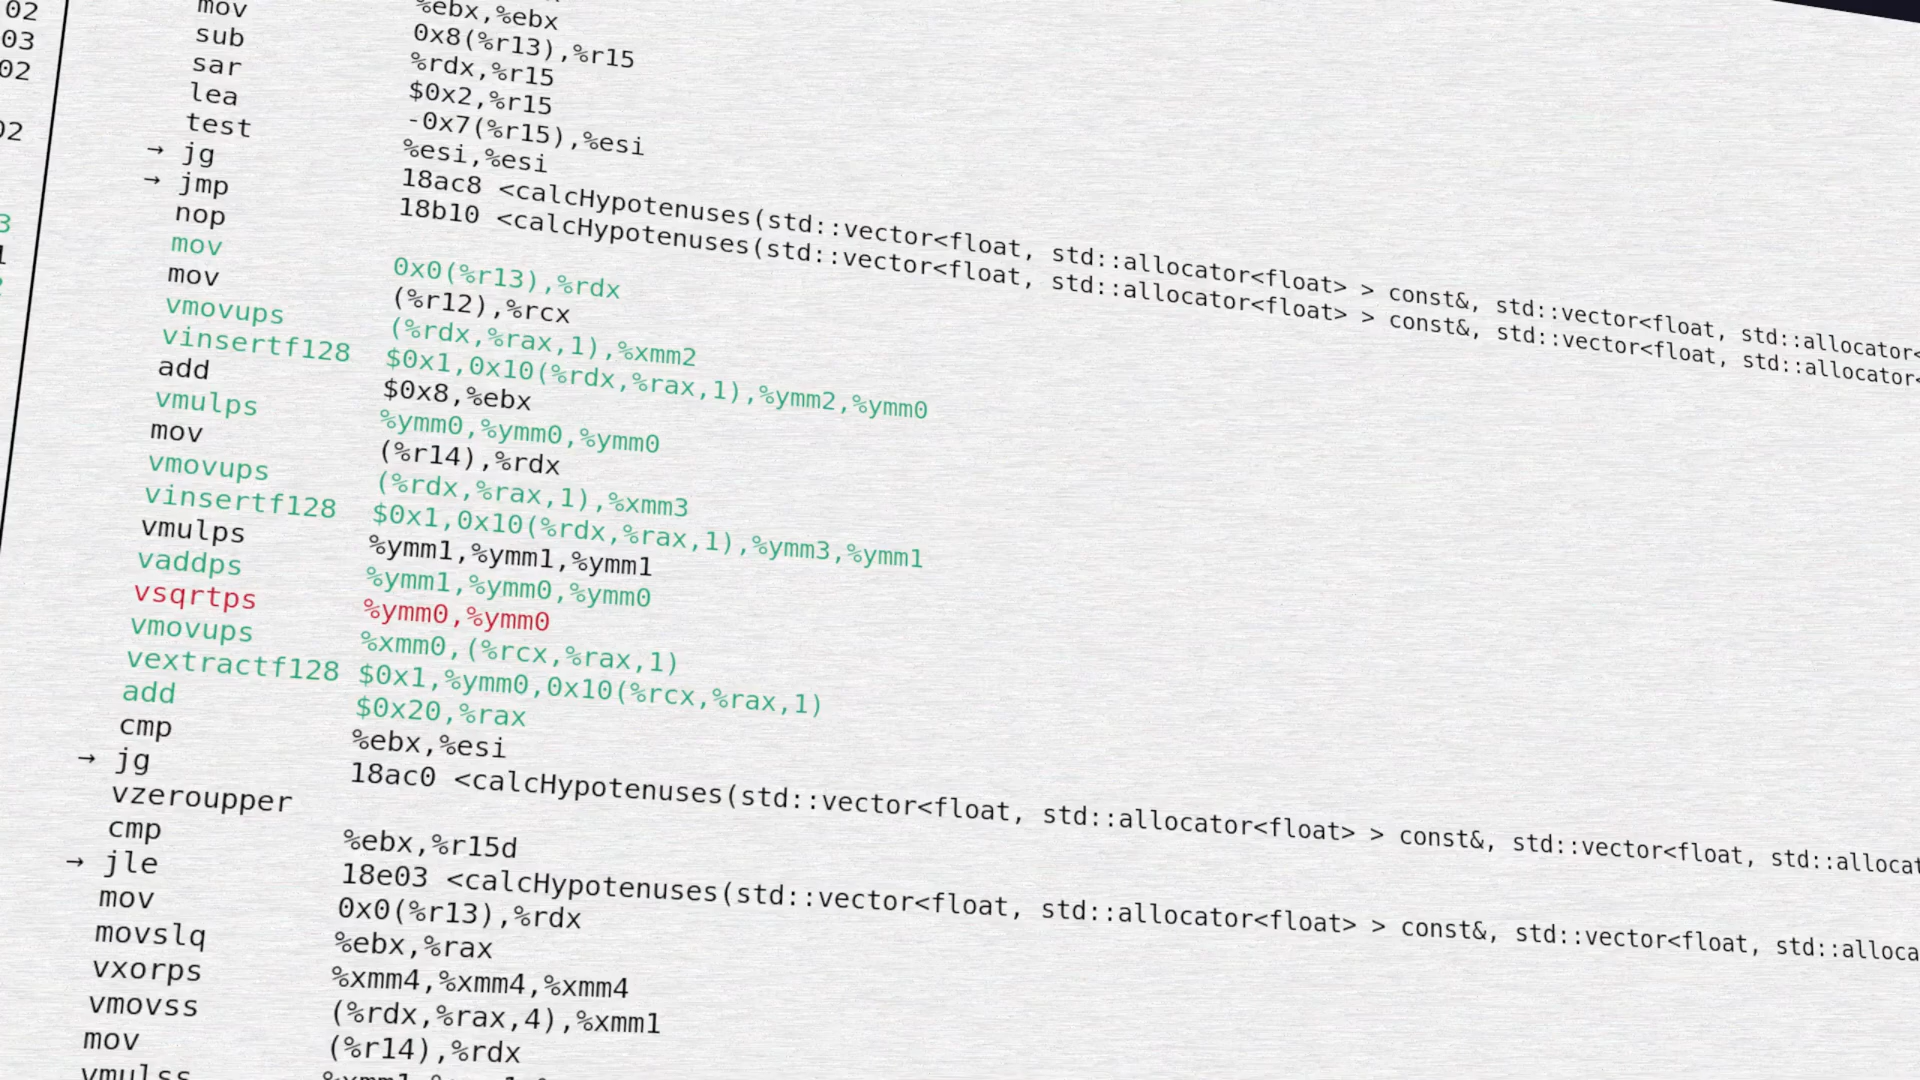 %ebx,%ebx
mov 0x8(%r13),%r15
02 sub %rdx,%r15
03 sar $0x2,%r15
02 lea -0x7(%r15),%esi
test %esi,%esi
02 → jg 18ac8 <calcHypotenuses(std::vector<float, std::allocator<float> > const&, std::vector<float, std::allocator<
→ jmp 18b10 <calcHypotenuses(std::vector<float, std::allocator<float> > const&, std::vector<float, std::allocator<
nop
3 mov 0x0(%r13),%rdx
1 mov (%r12),%rcx
vmovups (%rdx,%rax,1),%xmm2
vinsertf128 $0x1,0x10(%rdx,%rax,1),%ymm2,%ymm0
add $0x8,%ebx
vmulps %ymm0,%ymm0,%ymm0
mov (%r14),%rdx
vmovups (%rdx,%rax,1),%xmm3
vinsertf128 $0x1,0x10(%rdx,%rax,1),%ymm3,%ymm1
vmulps %ymm1,%ymm1,%ymm1
vaddps %ymm1,%ymm0,%ymm0
vsqrtps %ymm0,%ymm0
vmovups %xmm0,(%rcx,%rax,1)
vextractf128 $0x1,%ymm0,0x10(%rcx,%rax,1)
add $0x20,%rax
cmp %ebx,%esi
→ jg 18ac0 <calcHypotenuses(std::vector<float, std::allocator<float> > const&, std::vector<float, std::allocat
vzeroupper
cmp %ebx,%r15d
→ jle 18e03 <calcHypotenuses(std::vector<float, std::allocator<float> > const&, std::vector<float, std::alloca
mov 0x0(%r13),%rdx
movslq %ebx,%rax
vxorps %xmm4,%xmm4,%xmm4
vmovss (%rdx,%rax,4),%xmm1
mov (%r14),%rdx
vmulss